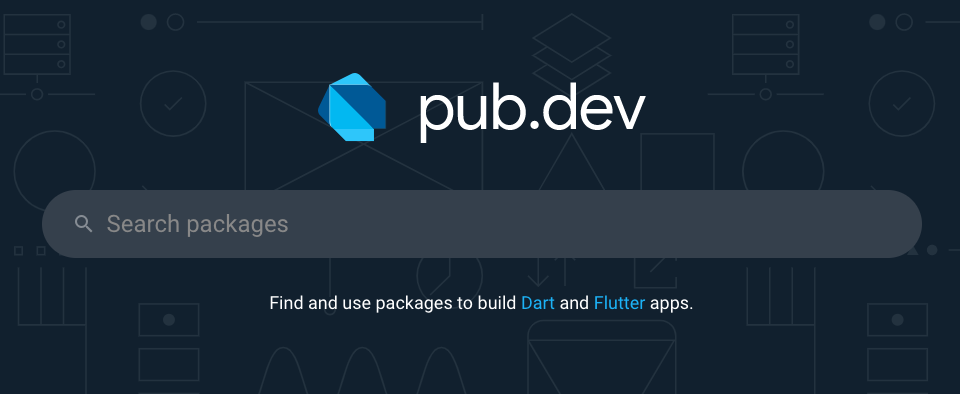 pub.dev
Search packages
Find and use packages to build Dart and Flutter apps.